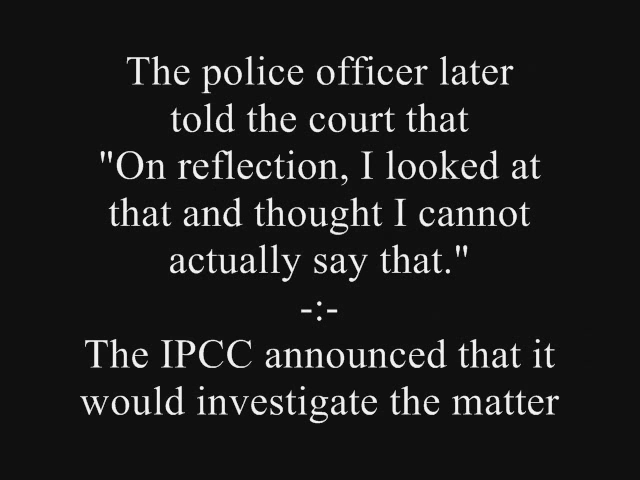 The police officer later
told the court that
"On reflection, I looked at
that and thought I cannot
actually say that."
-:-
The IPCC announced that it
would investigate the matter